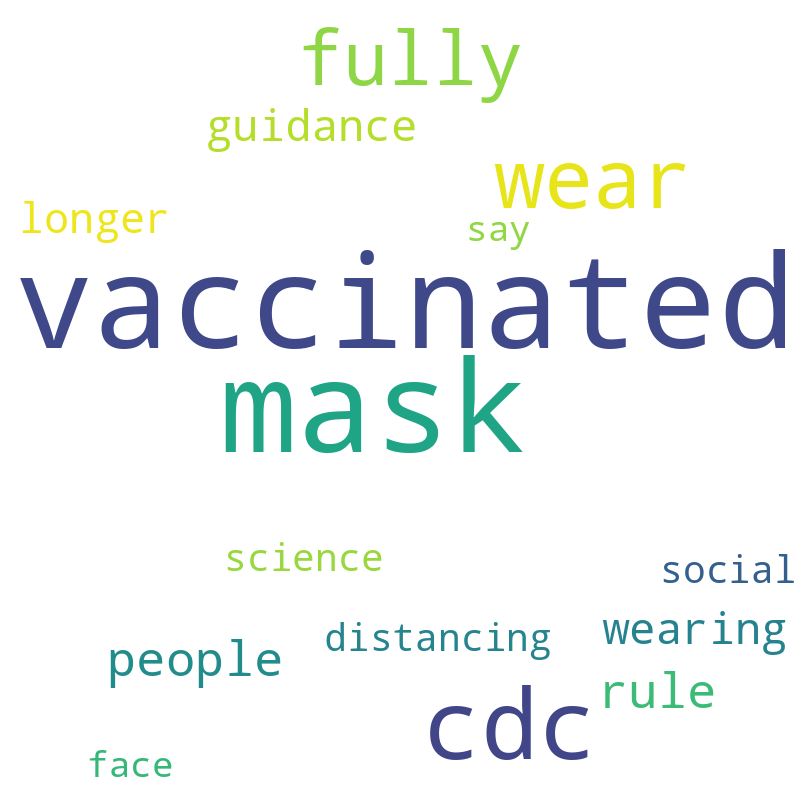 fully
guidance
wear
longer
say
vaccinated
mask
science
social
distancing
wearing
people
rule
cdc
face